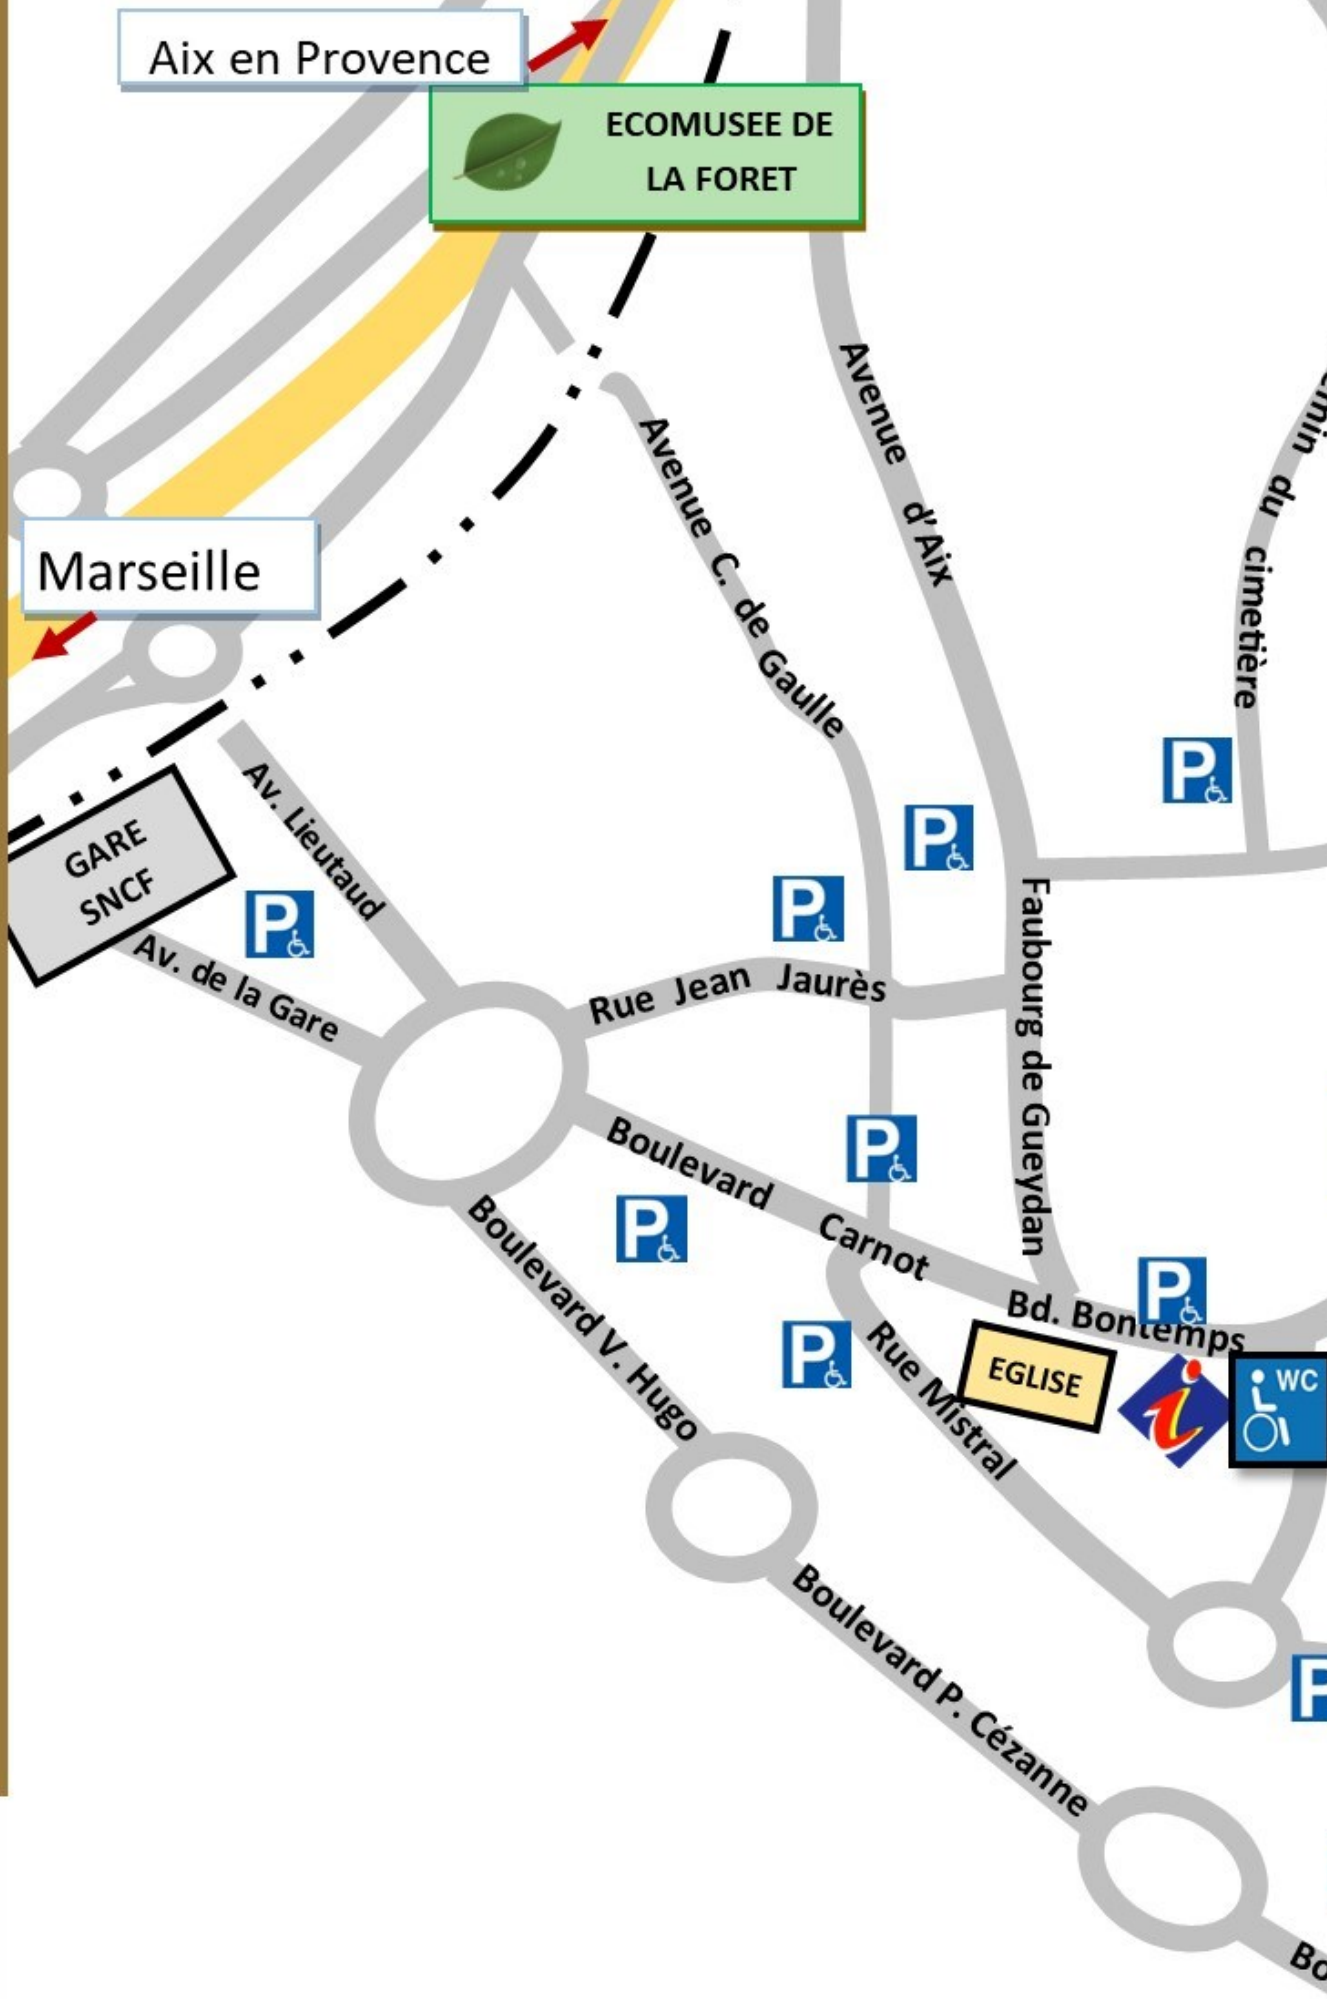 Aix en Provence
ECOMUSEE DE
LA FORET
Avenue d'Aix
Avenue C. de Gaulle
du cimetière
Marseille
GARE
SNCF
Av. Lieutaud
Av. de la Gare
P
P
P
P
Rue Jean Jaurès
Faubourg de Gueydan
P
P
P
P
Boulevard Carnot
Bd. Bontemps
Boulevard V. Hugo
Rue Mistral
EGLISE
i
WC
P
Boulevard P. Cézanne